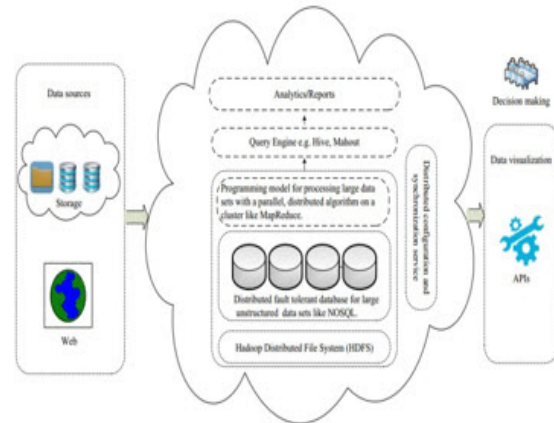 Data sources
Storage
Web
Analytics/Reports
Query Engine e.g. Hive, Mahout
Programming model for processing large data
sets with a parallel, distributed algorithm on a
cluster like MapReduce.
Distributed fault tolerant database for large
unstructured data sets like NOSQL.
Hadoop Distributed File System (HDFS)
Distributed configuration and
synchronization service
Decision making
Data visualization
APIs